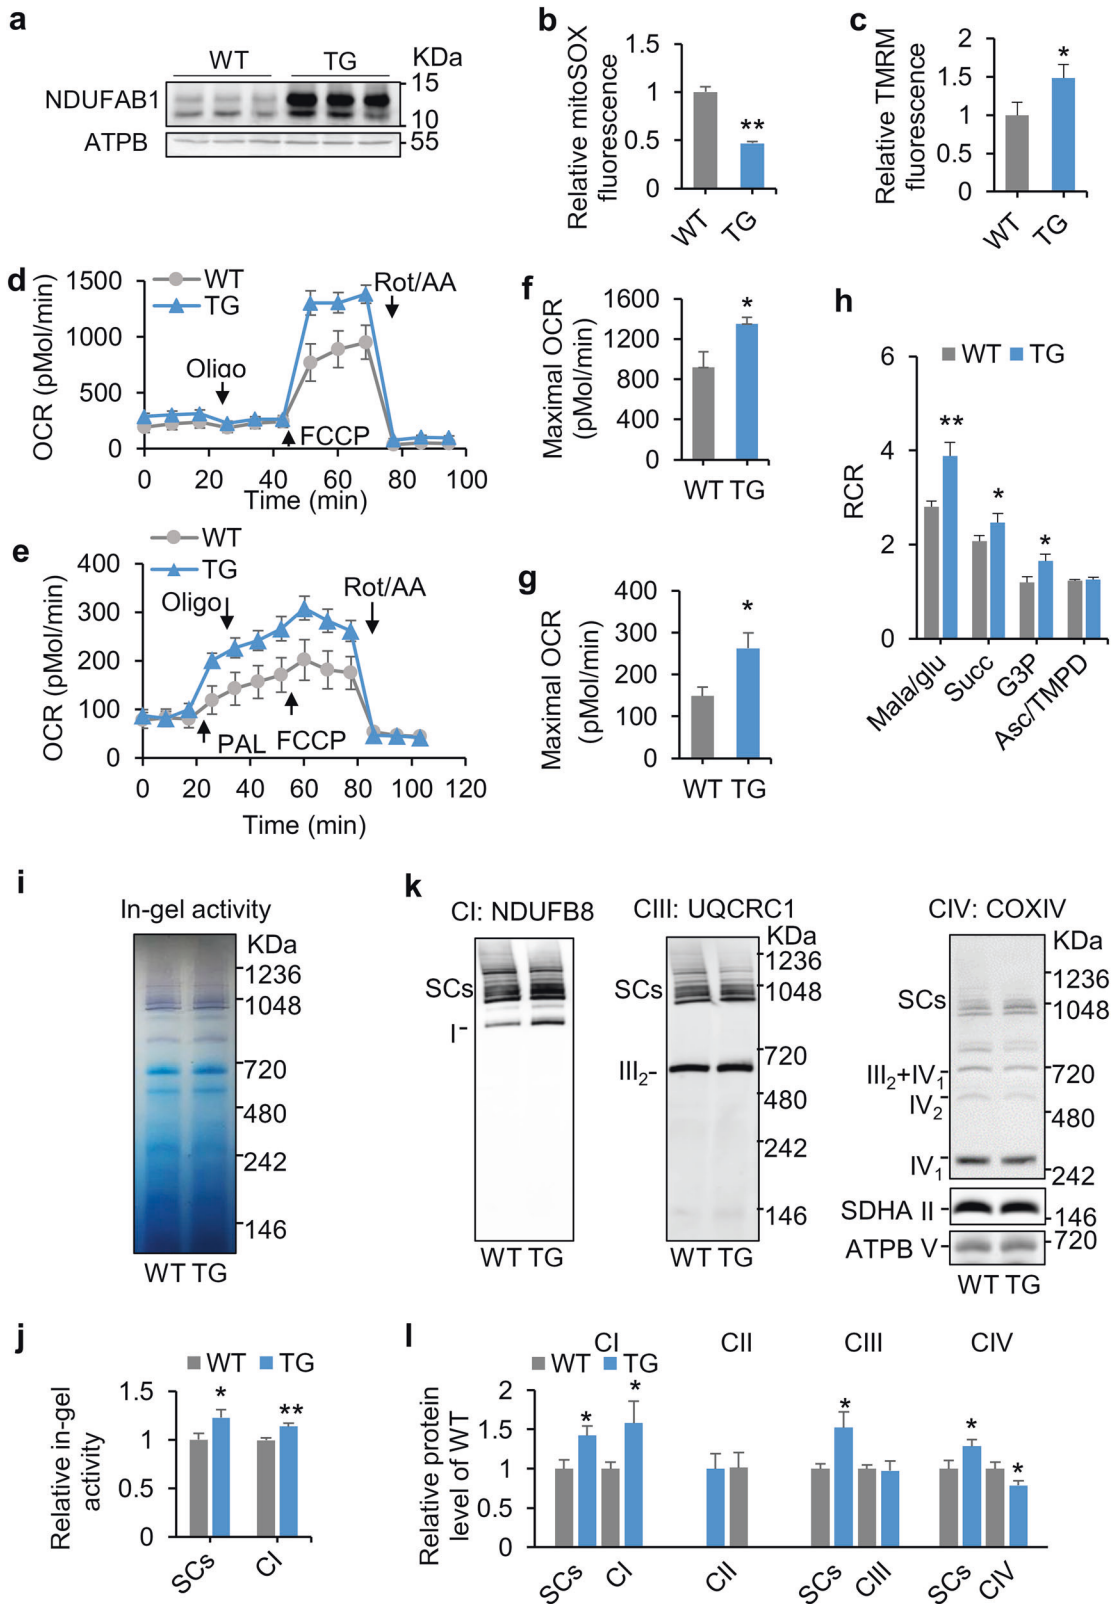 a
WT TG KDa
NDUFAB1
15
10
ATPB
55
b
Relative mitoSOX
fluorescence
1.5
1
0.5
0
**
WT TG
c
Relative TMRM
fluorescence
2
1.5
1
0.5
0
*
WT TG
d
OCR (pMol/min)
WT
TG
1500
1000
500
0
Oligo
FCCP
Rot/AA
0 20 40 60 80 100
Time (min)
e
OCR (pMol/min)
WT
TG
400
300
200
100
0
Oligo
Rot/AA
PAL FCCP
0 20 40 60 80 100 120
Time (min)
f
Maximal OCR
(pMol/min)
1600
1200
800
400
0
*
WT TG
g
Maximal OCR
(pMol/min)
400
300
200
100
0
*
WT TG
h
WT TG
RCR
6
4
2
0
** * *
Mala/glu Succ G3P Asc/TMPD
i
In-gel activity
KDa
1236
1048
720
480
242
146
WT TG
k
CI: NDUFB8
SCs
I
WT TG
CIII: UQCRC1
KDa
SCs
III2
1236
1048
720
480
242
146
WT TG
CIV: COXIV
KDa
1236
SCs
1048
III2+IV1
720
IV2
480
IV1
242
SDHA II
146
ATPB V
720
WT TG
j
WT TG
Relative in-gel
activity
1.5
1
0.5
0
* **
SCs CI
l
CI CII CIII CIV
WT TG
Relative protein
level of WT
2
1.5
1
0.5
0
* * * * *
SCs CI CII SCs CIII SCs CIV